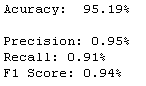 Acuracy: 95.19%
Precision: 0.95%
Recall: 0.91%
F1 Score: 0.94%